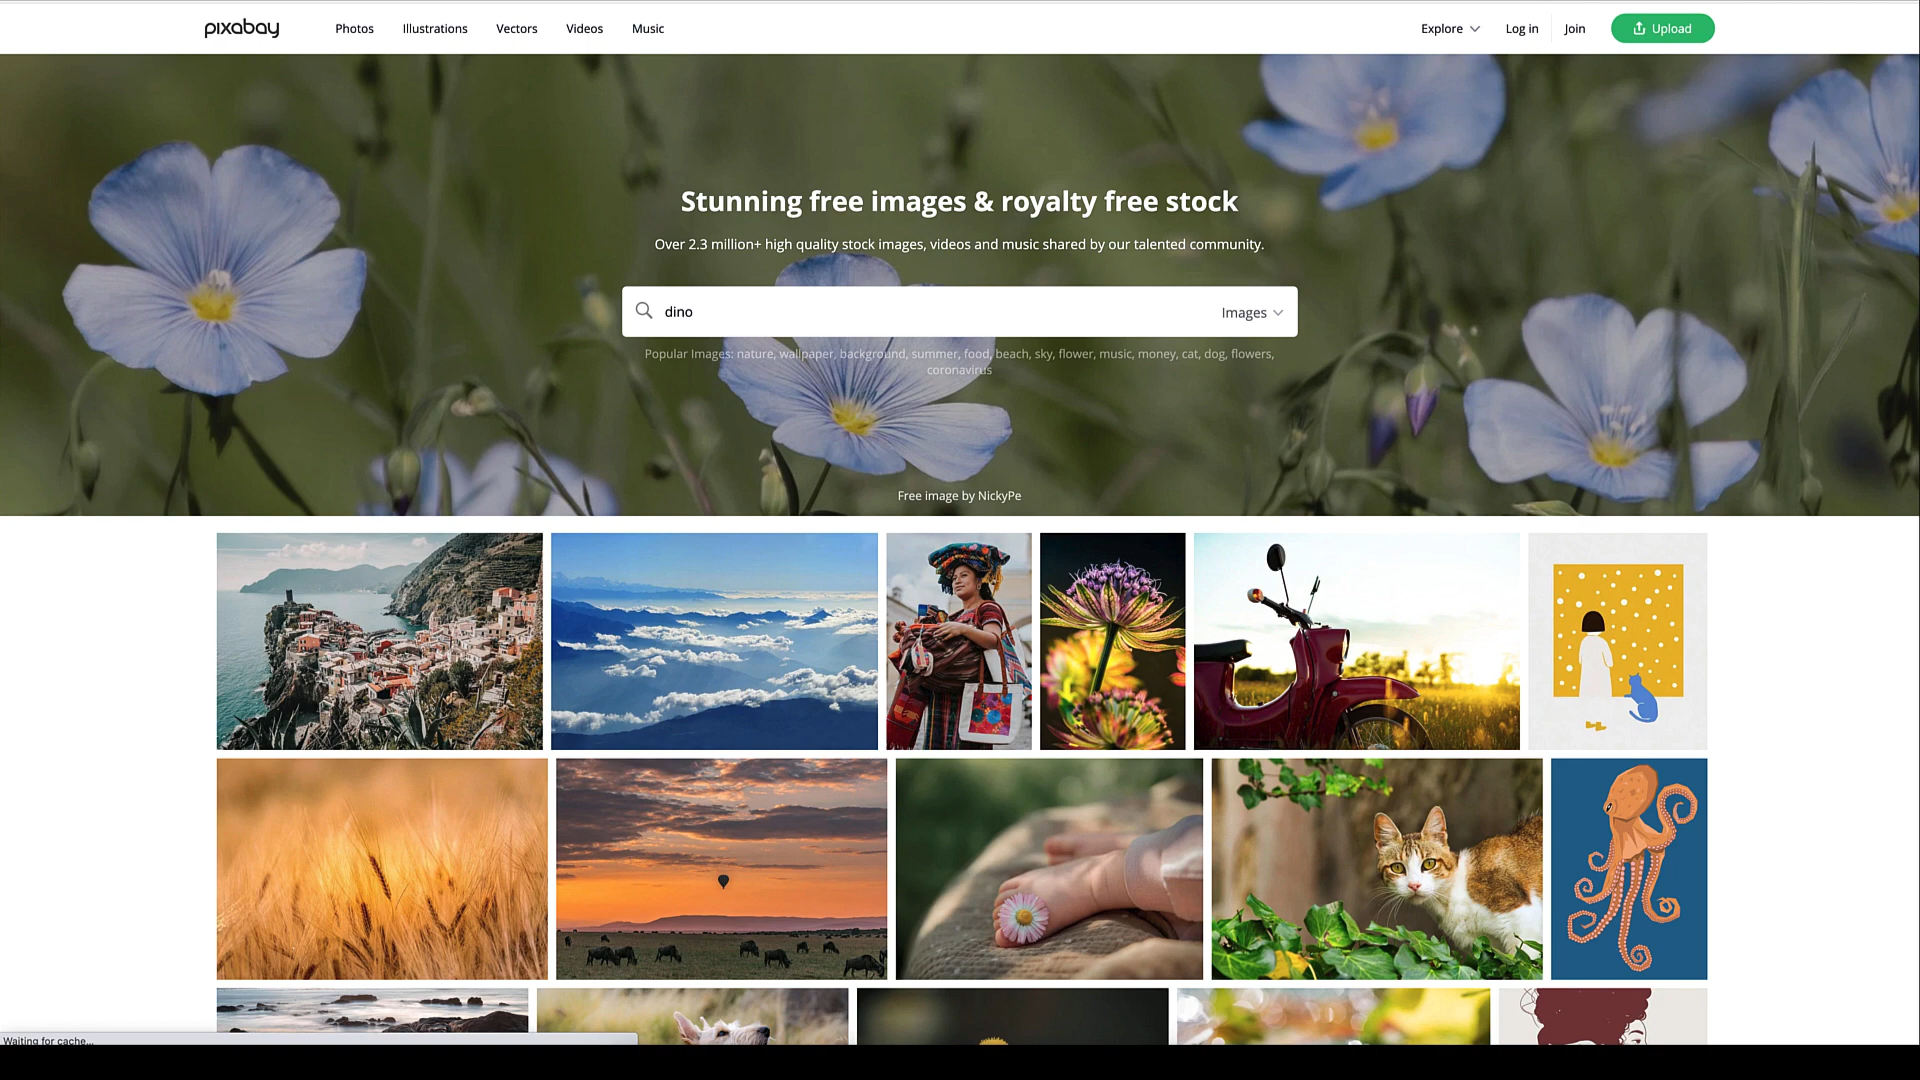 pixabay Photos Illustrations Vectors Videos Music Explore Log in Join Upload
Stunning free images & royalty free stock
Over 2.3 million+ high quality stock images, videos and music shared by our talented community.
dino Images
Popular Images: nature, wallpaper, background, summer, food, beach, sky, flower, music, money, cat, dog, flowers,
coronavirus
Free image by NickyPe
Waiting for cache...